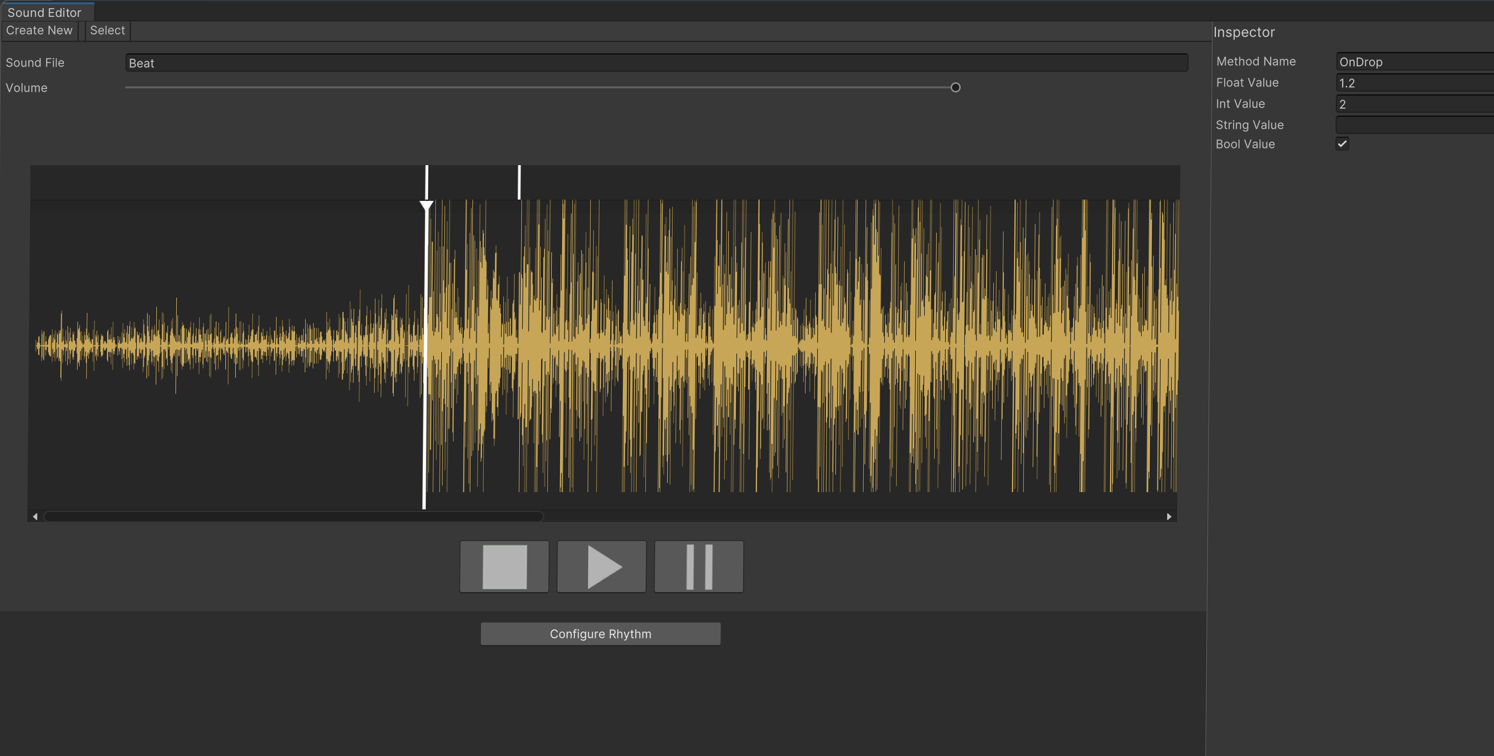 Sound Editor
Create New Select
Sound File Beat
Volume
Inspector
Method Name OnDrop
Float Value 1.2
Int Value 2
String Value
Bool Value
Configure Rhythm